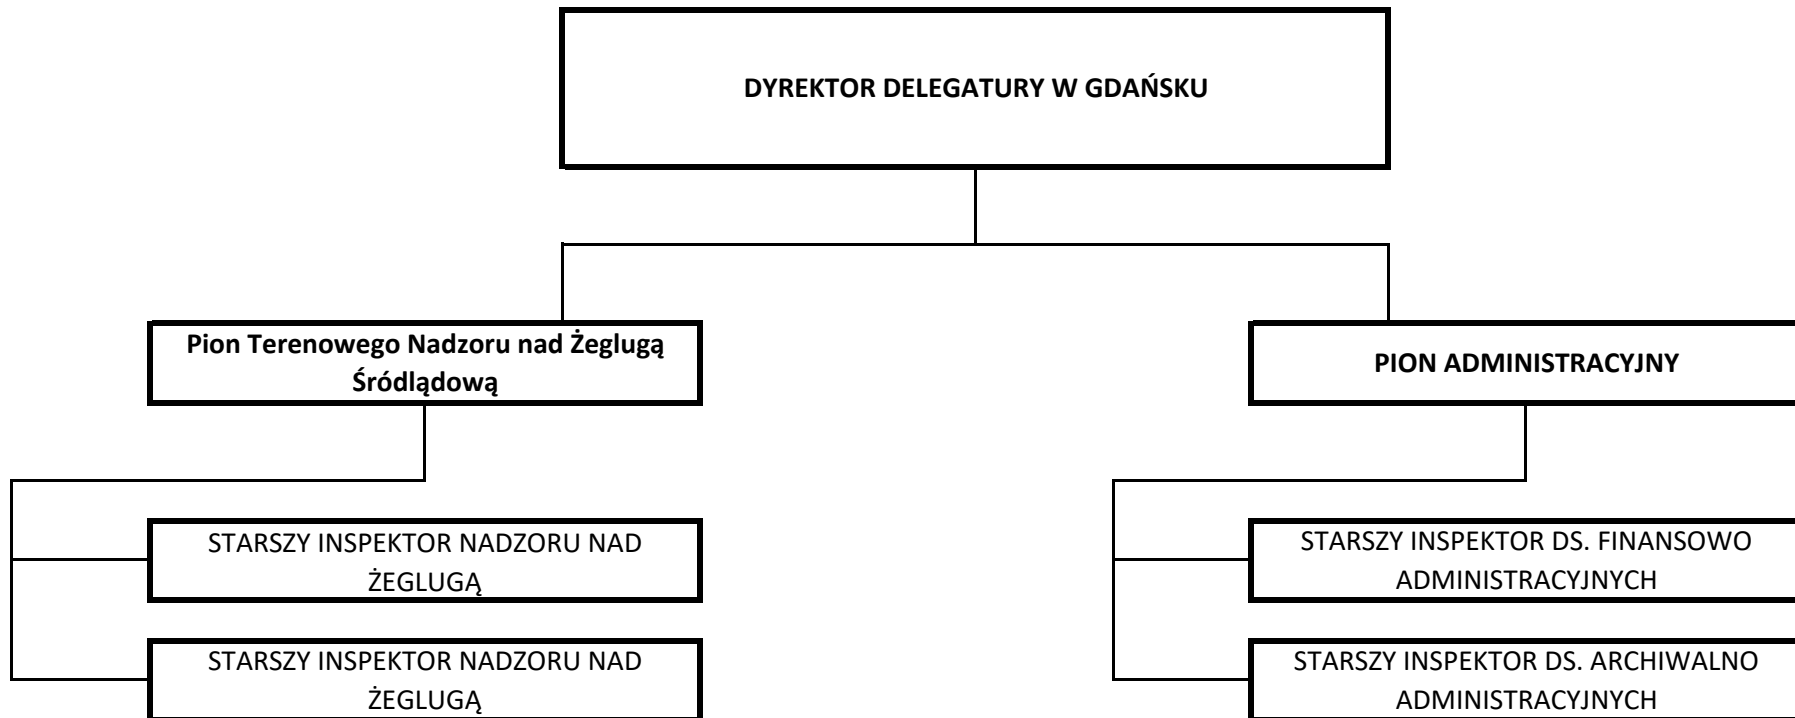 DYREKTOR DELEGATURY W GDAŃSKU
Pion Terenowego Nadzoru nad Żeglugą
Śródlądową
PION ADMINISTRACYJNY
STARSZY INSPEKTOR NADZORU NAD
ŻEGLUGĄ
STARSZY INSPEKTOR NADZORU NAD
ŻEGLUGĄ
STARSZY INSPEKTOR DS. FINANSOWO
ADMINISTRACYJNYCH
STARSZY INSPEKTOR DS. ARCHIWALNO
ADMINISTRACYJNYCH